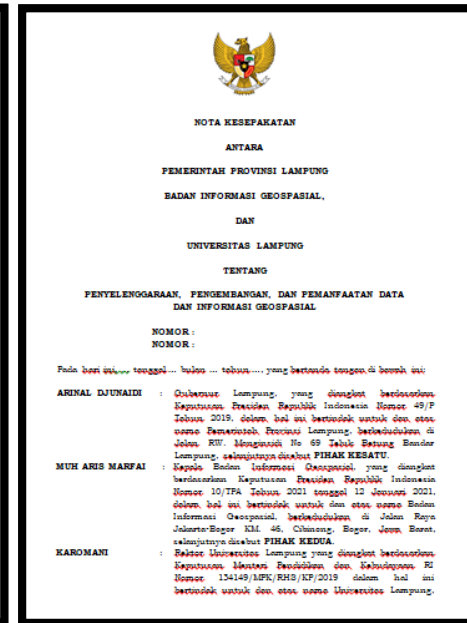 NOTA KESEPAKATAN
ANTARA
PEMERINTAH PROVINSI LAMPUNG
BADAN INFORMASI GEOSPASIAL,
DAN
UNIVERSITAS LAMPUNG
TENTANG
PENYELENGGARAAN, PENGEMBANGAN, DAN PEMANFAATAN DATA
DAN INFORMASI GEOSPASIAL
NOMOR :
NOMOR :
Pada hari ini,,,, tanggal ... bulan ... tahun ...., yang bertanda tangan di bawah ini:
ARINAL DJUNAIDI : Gubernur Lampung, yang diangkat berdasarkan
Keputusan Presiden Republik Indonesia Nomor 49/P
Tahun 2019, dalam hal ini bertindak untuk dan atas
nama Pemerintah Provinsi Lampung, berkedudukan di
Jalan RW. Monginsidi No 69 Teluk Betung Bandar
Lampung, selanjutnya disebut PIHAK KESATU.
MUH ARIS MARFAI : Kepala Badan Informasi Geospasial, yang diangkat
berdasarkan Keputusan Presiden Republik Indonesia
Nomor 10/TPA Tahun 2021 tanggal 12 Januari 2021,
dalam hal ini bertindak untuk dan atas nama Badan
Informasi Geospasial, berkedudukan di Jalan Raya
Jakarta-Bogor KM. 46, Cibinong, Bogor, Jawa Barat,
selanjutnya disebut PIHAK KEDUA.
KAROMANI : Rektor Universitas Lampung yang diangkat berdasarkan
Keputusan Menteri Pendidikan dan Kebudayaan RI
Nomor 134149/MPK/RHS/KP/2019 dalam hal ini
bertindak untuk dan atas nama Universitas Lampung,